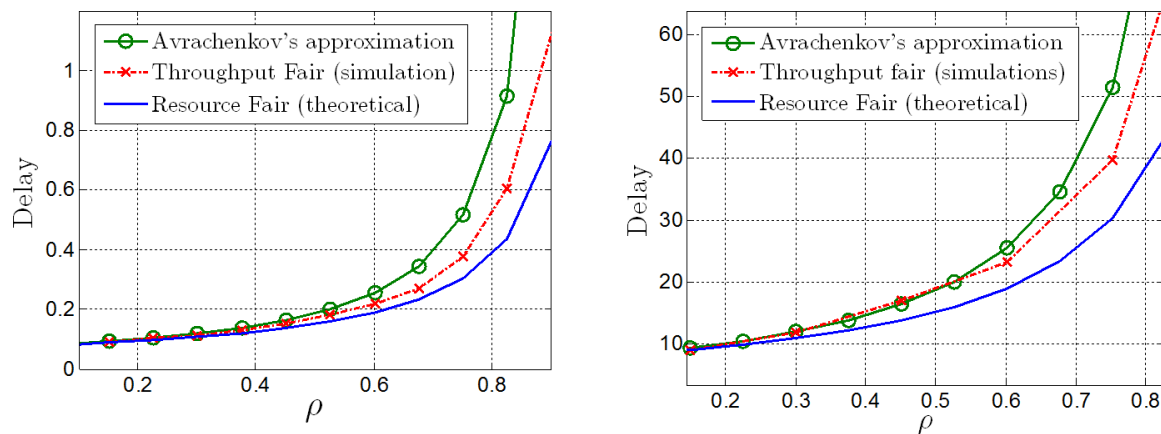 Avrachenkov's approximation
Throughput Fair (simulation)
Resource Fair (theoretical)
Delay
1
0.8
0.6
0.4
0.2
0
0.2
0.4
0.6
0.8
ρ
Avrachenkov's approximation
Throughput fair (simulations)
Resource Fair (theoretical)
Delay
60
50
40
30
20
10
0.2
0.3
0.4
0.5
0.6
0.7
0.8
ρ